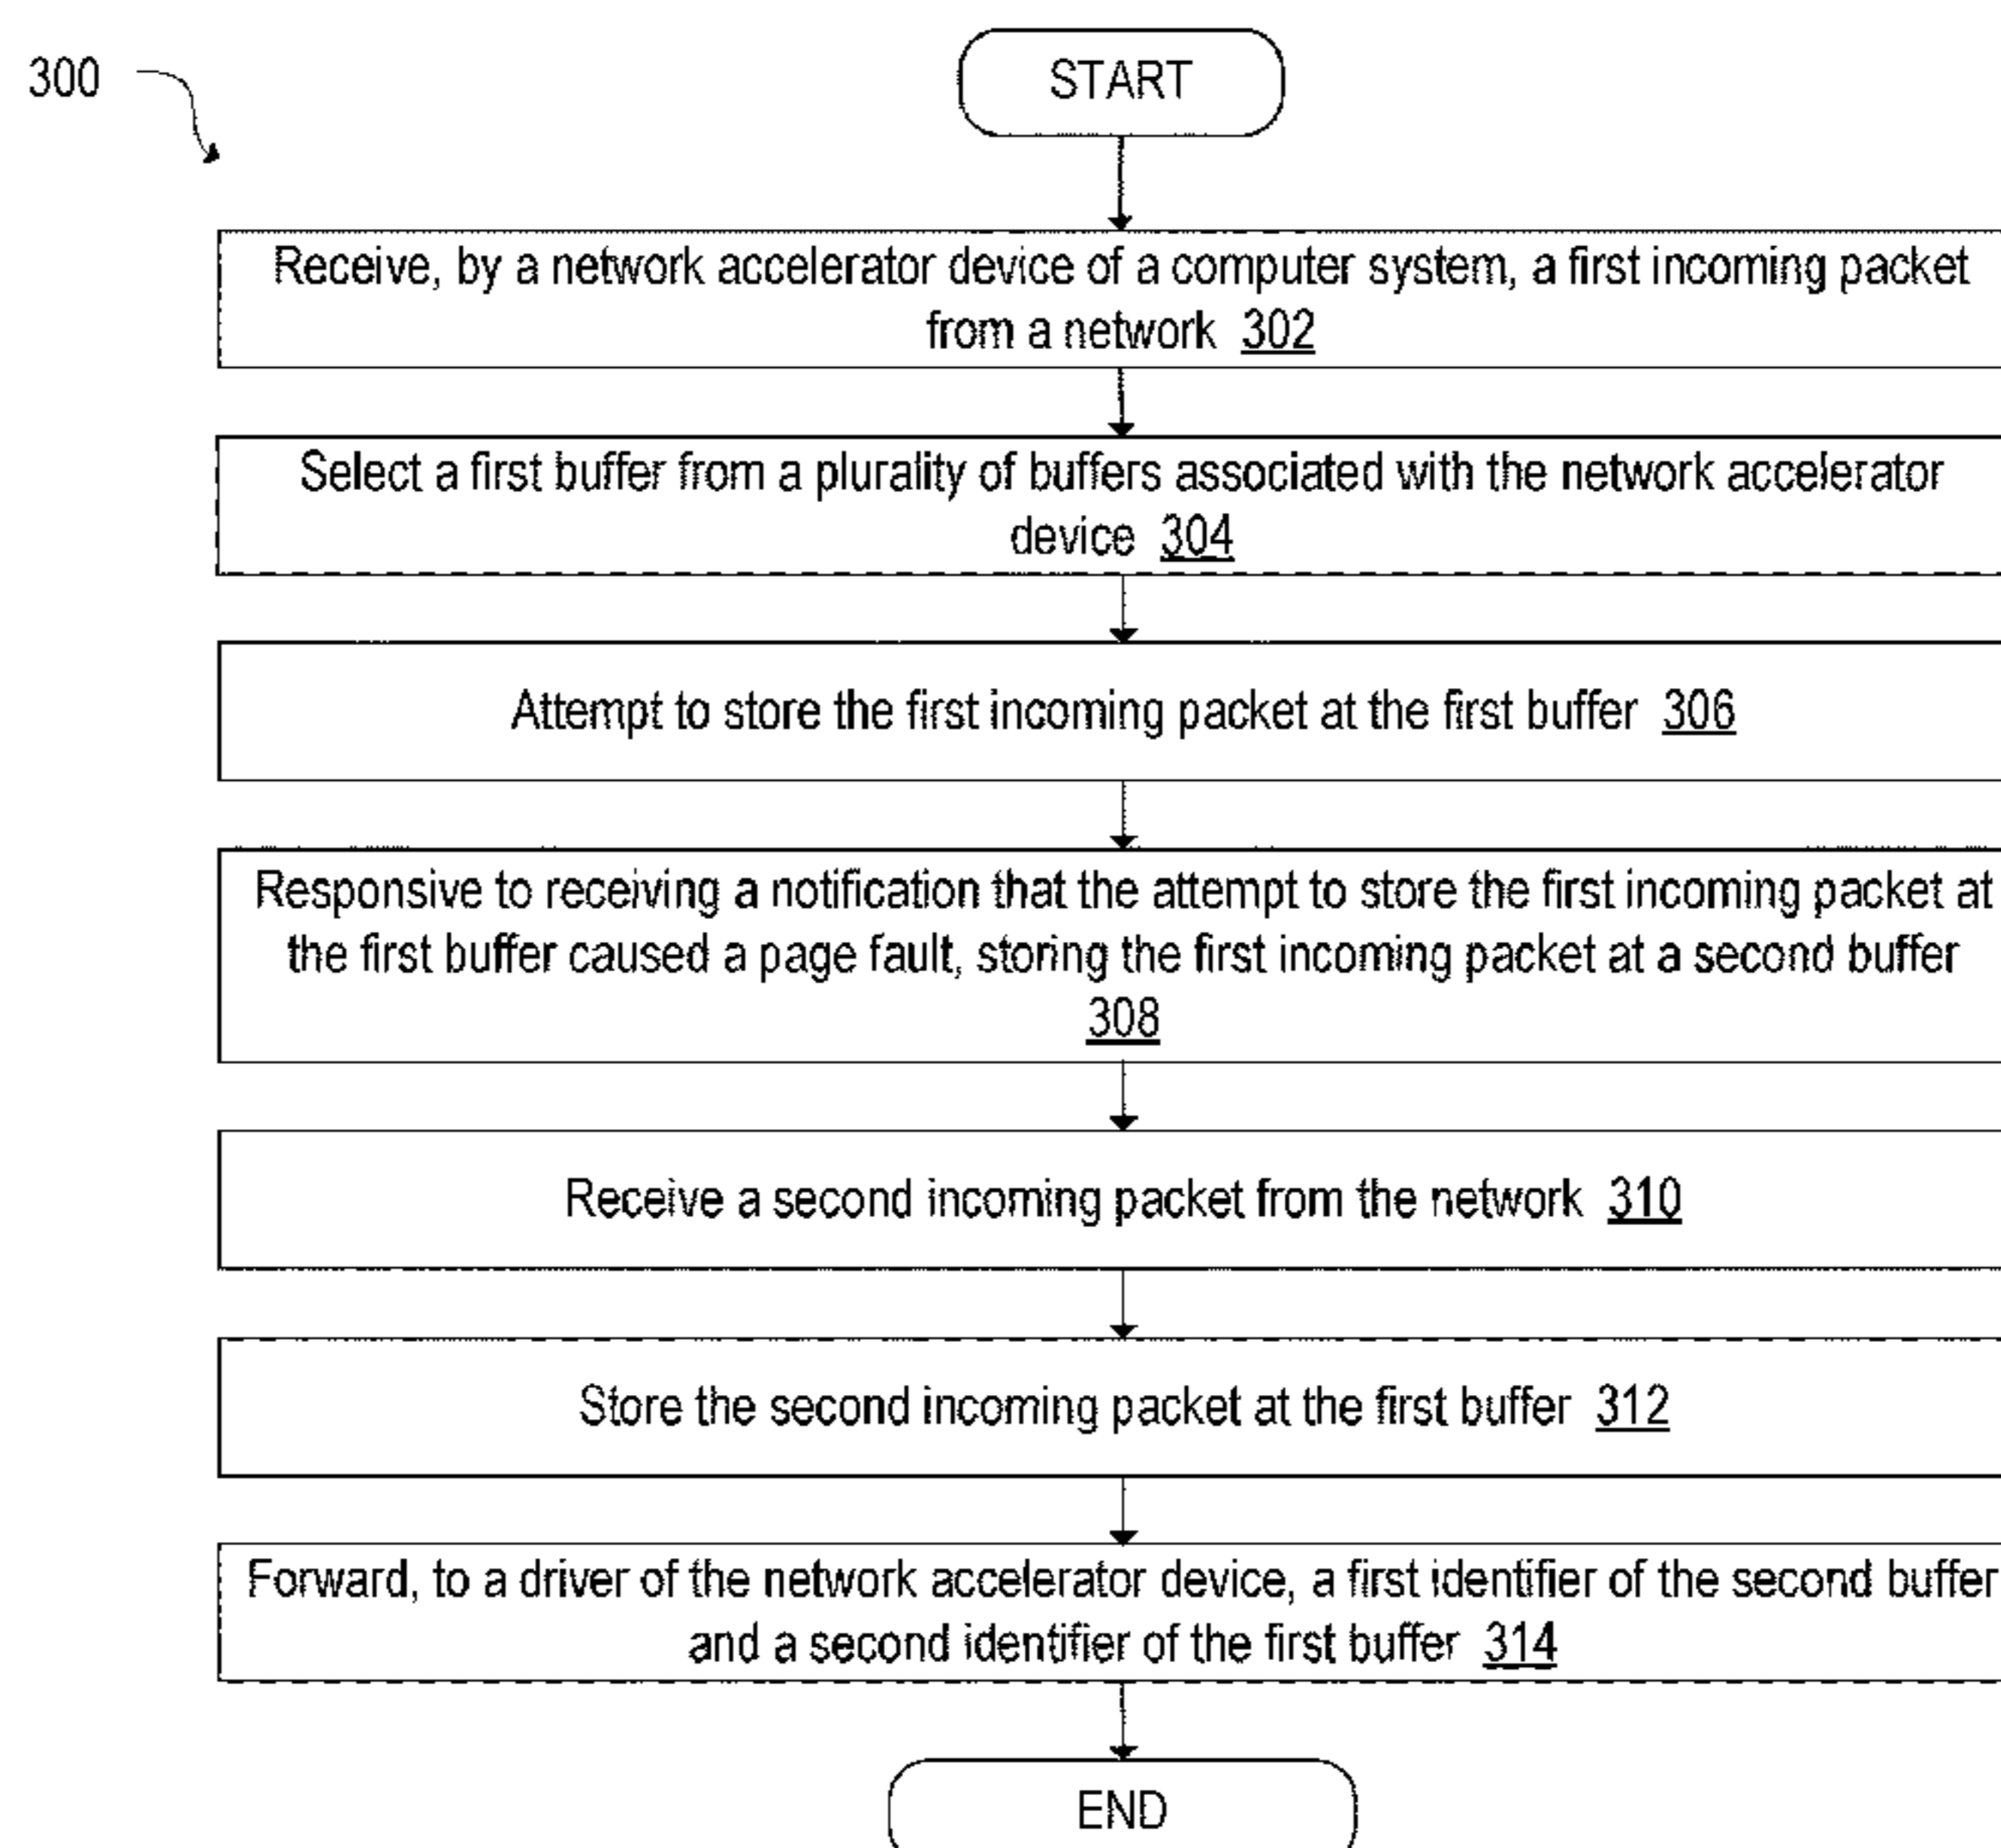 300
START
Receive, by a network accelerator device of a computer system, a first incoming packet
from a network 302
Select a first buffer from a plurality of buffers associated with the network accelerator
device 304
Attempt to store the first incoming packet at the first buffer 306
Responsive to receiving a notification that the attempt to store the first incoming packet at
the first buffer caused a page fault, storing the first incoming packet at a second buffer
308
Receive a second incoming packet from the network 310
Store the second incoming packet at the first buffer 312
Forward, to a driver of the network accelerator device, a first identifier of the second buffer
and a second identifier of the first buffer 314
END